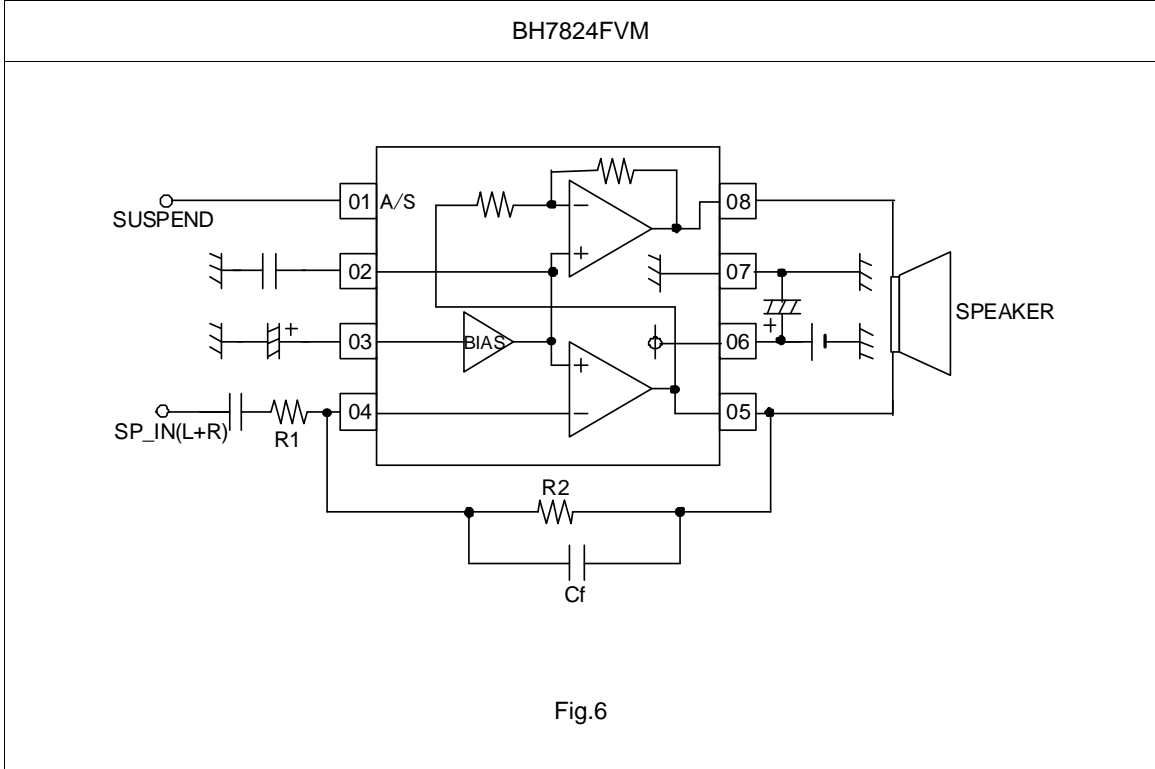 BH7824FVM
SUSPEND
01 A/S
02
03
+
BIAS
04
SP_IN(L+R)
R1
−
+
+
−
08
07
+
06
05
SPEAKER
R2
Cf
Fig.6